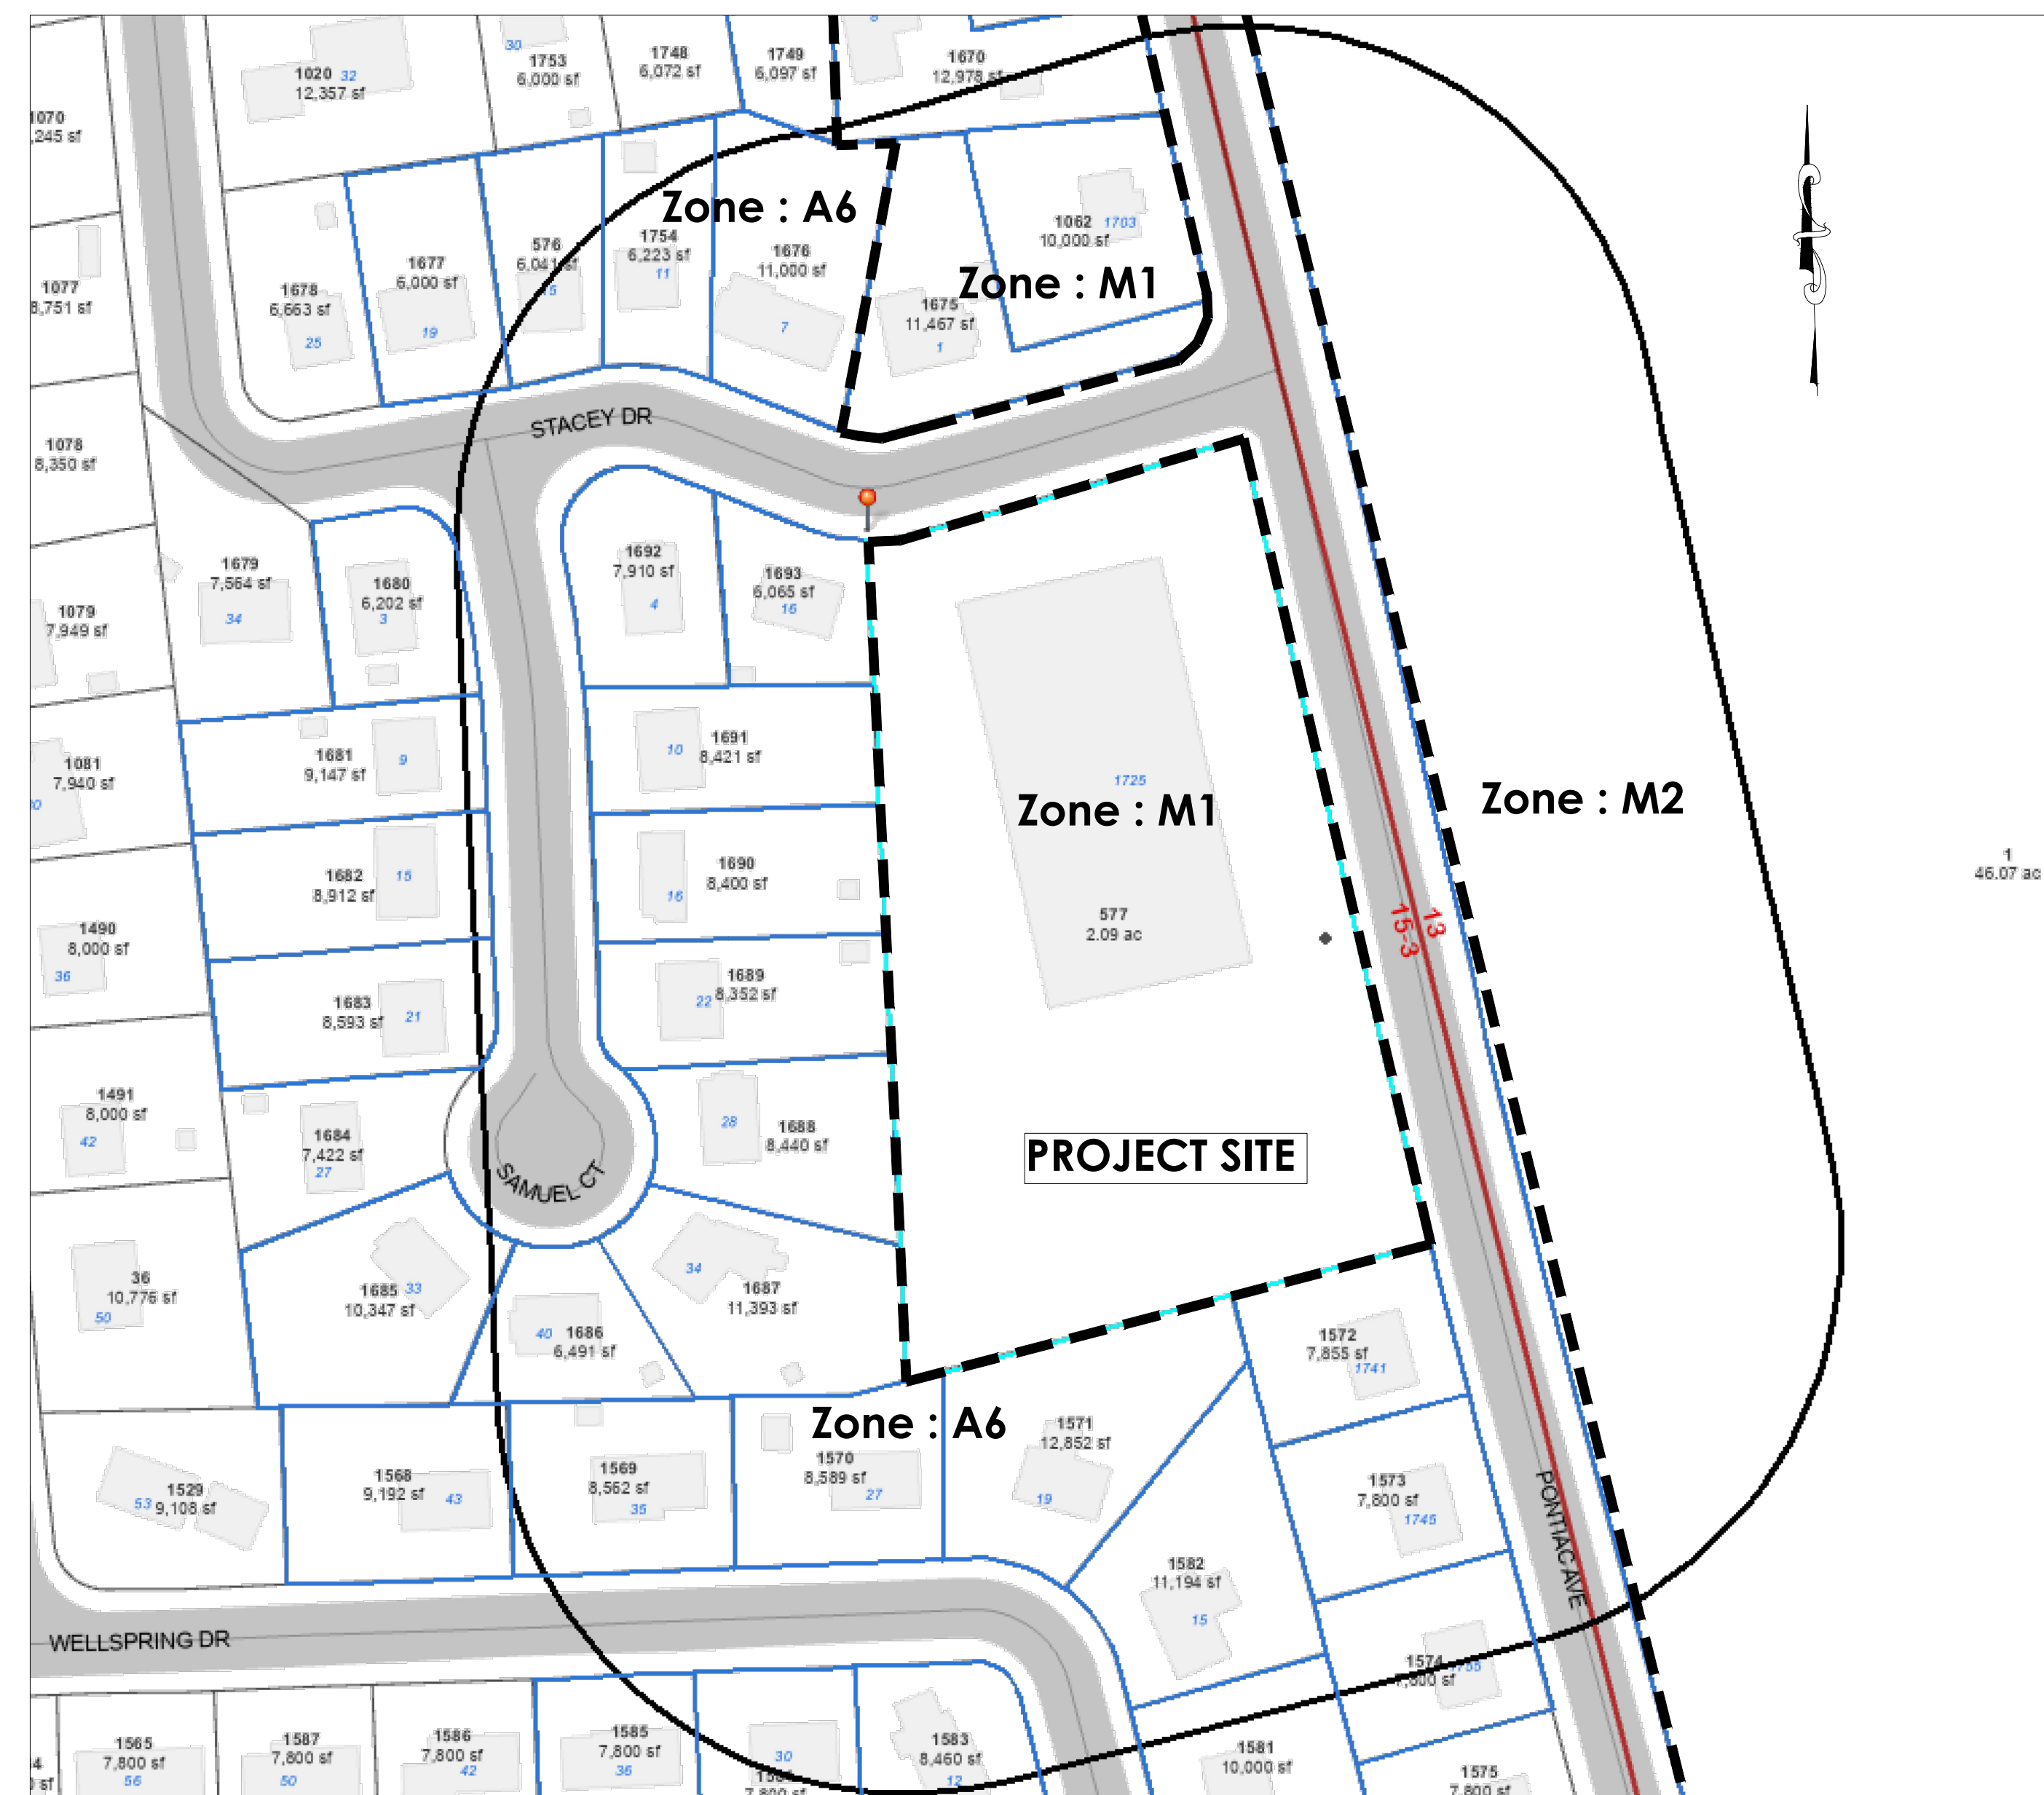 1020 32
12,357 sf
30
1753
6,000 sf
1748
6,072 sf
1749
6,097 sf
1670
12,978 sf
1070
,245 sf
Zone : A6
1062 1703
10,000 sf
Zone : M1
1077
8,751 sf
1678
6,663 sf
25
1677
6,000 sf
19
576
6,041 sf
15
1754
6,223 sf
11
1676
11,000 sf
7
1675
11,467 sf
1
STACEY DR
1078
8,350 sf
1679
7,564 sf
34
1680
6,202 sf
3
1692
7,910 sf
4
1693
6,065 sf
16
1079
7,949 sf
1681
9,147 sf
9
10
1691
8,421 sf
1725
Zone : M1
Zone : M2
1081
7,940 sf
1682
8,912 sf
15
1690
8,400 sf
16
1
46.07 ac
577
2.09 ac
15-3
13
1490
8,000 sf
36
1683
8,593 sf
21
1689
8,352 sf
22
1491
8,000 sf
42
1684
7,422 sf
27
SAMUEL CT
28
1688
8,440 sf
PROJECT SITE
36
10,776 sf
50
1685 33
10,347 sf
40 1686
6,491 sf
34
1687
11,393 sf
1572
7,855 sf
1741
Zone : A6
1529
53 9,108 sf
1568
9,192 sf 43
1569
8,562 sf
35
1570
8,589 sf
27
1571
12,852 sf
19
1573
7,800 sf
1745
PONTIAC AVE
1582
11,194 sf
15
WELLSPRING DR
1574
7,800 sf
1565
7,800 sf
56
1587
7,800 sf
50
1586
7,800 sf
42
1585
7,800 sf
36
30
7,800 sf
1583
8,460 sf
12
1581
10,000 sf
1575
7,800 sf